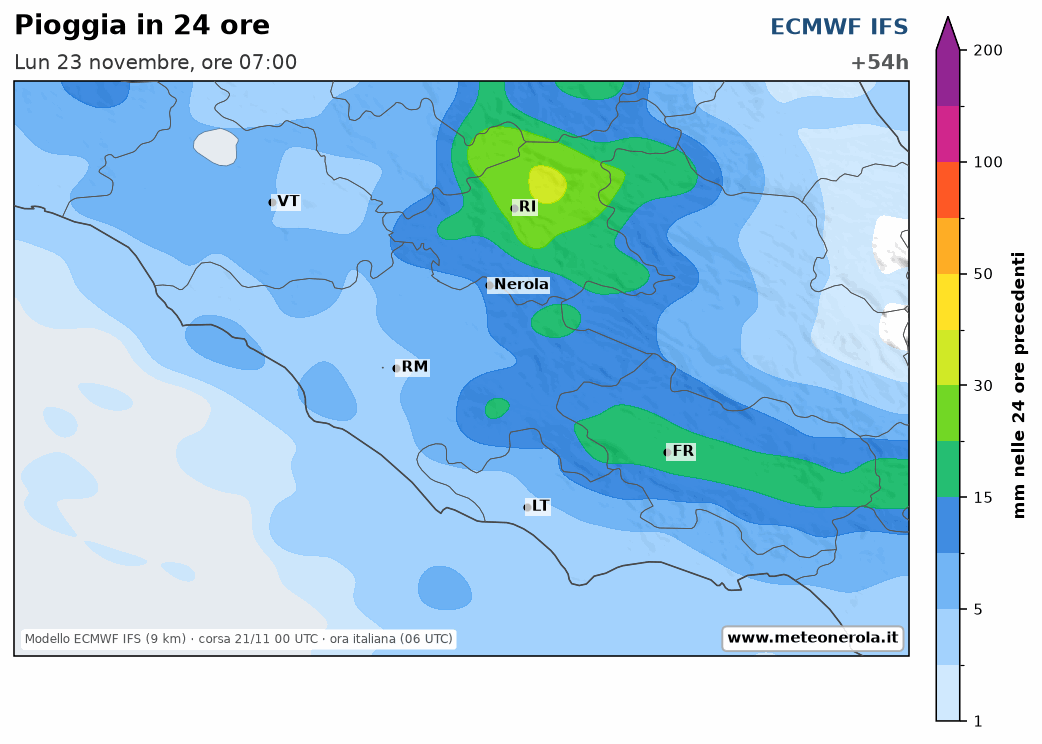 Pioggia in 24 ore
ECMWF IFS
Lun 23 novembre, ore 07:00
+54h
200
100
50
30
15
5
1
mm nelle 24 ore precedenti
VT
RI
Nerola
RM
FR
LT
Modello ECMWF IFS (9 km) · corsa 21/11 00 UTC · ora italiana (06 UTC)
www.meteonerola.it